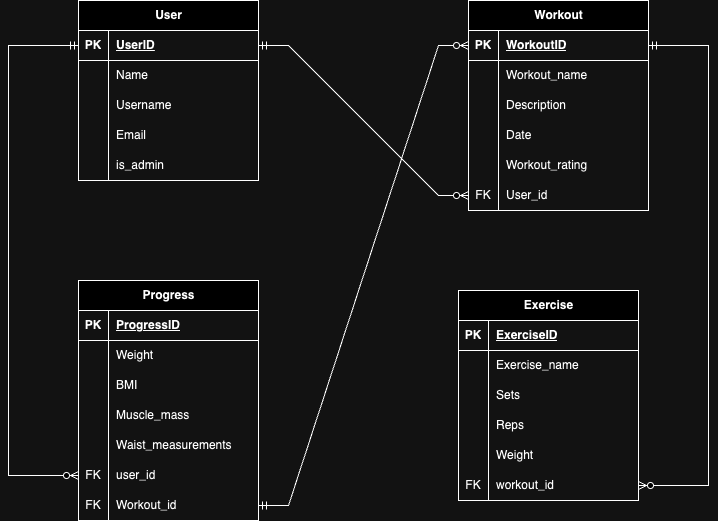 User
PK UserID
Name
Username
Email
is_admin
Workout
PK WorkoutID
Workout_name
Description
Date
Workout_rating
FK User_id
Progress
PK ProgressID
Weight
BMI
Muscle_mass
Waist_measurements
FK user_id
FK Workout_id
Exercise
PK ExerciseID
Exercise_name
Sets
Reps
Weight
FK workout_id